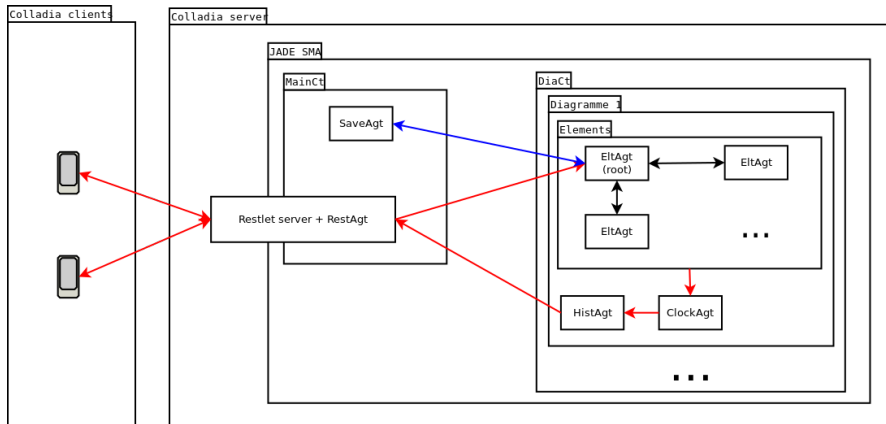 Colladia clients
Colladia server
JADE SMA
MainCt
DiaCt
SaveAgt
Diagramme 1
Elements
EltAgt
(root)
EltAgt
EltAgt
...
Restlet server + RestAgt
HistAgt
ClockAgt
...